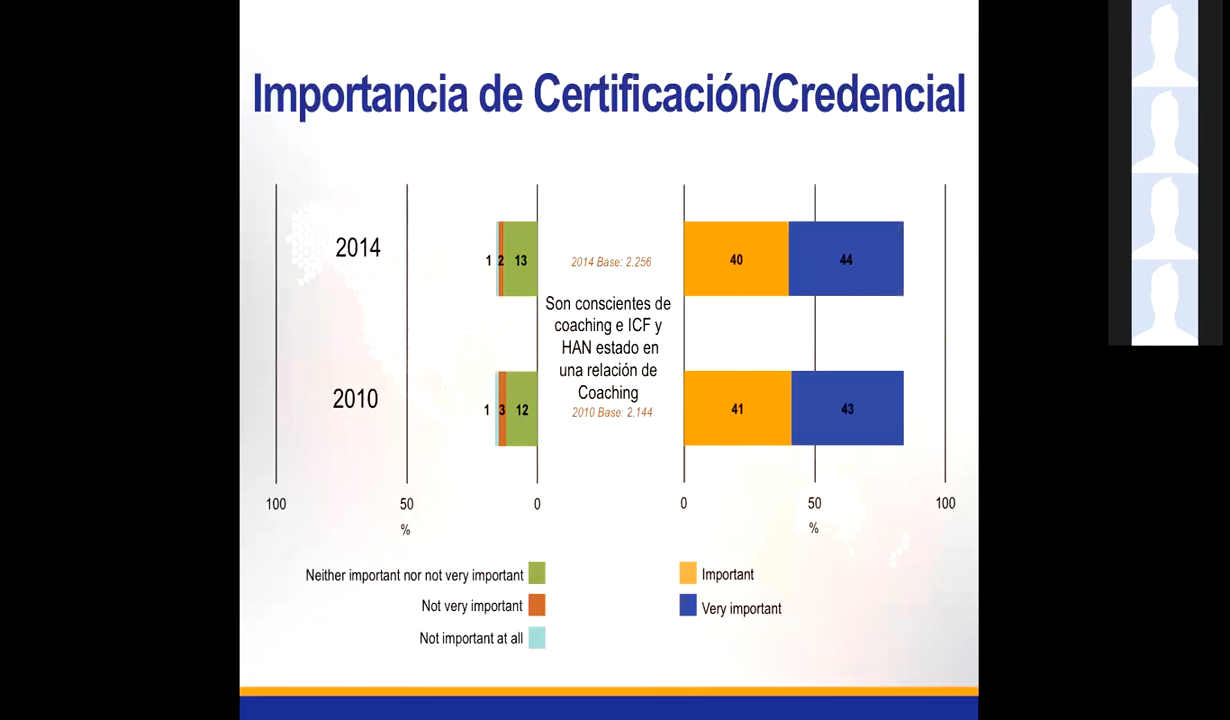 Importancia de Certificación/Credencial
2014
1 2 13
2014 Base: 2,256
40 44
Son conscientes de
coaching e ICF y
HAN estado en
una relación de
Coaching
2010
1 3 12
2010 Base: 2,144
41 43
100 50 0
0 50 100
%
%
Neither important nor not very important
Not very important
Not important at all
Important
Very important